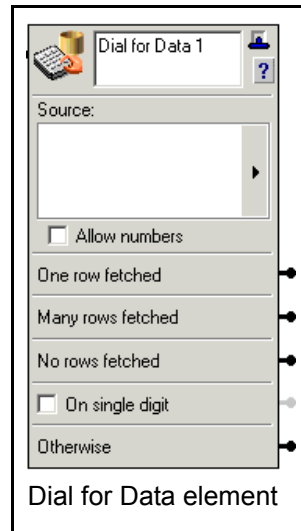 Dial for Data 1
?
Source:
Allow numbers
One row fetched
Many rows fetched
No rows fetched
On single digit
Otherwise
Dial for Data element